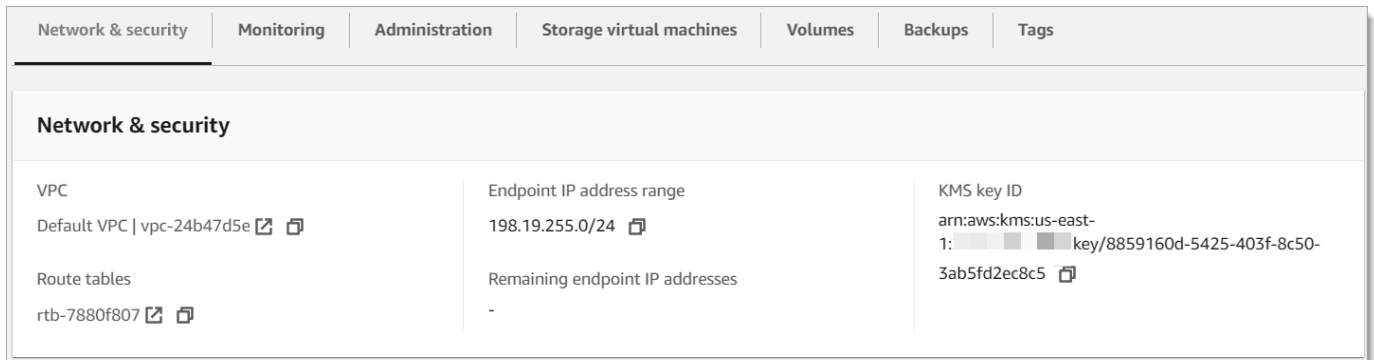 Network & security
Monitoring
Administration
Storage virtual machines
Volumes
Backups
Tags
Network & security
VPC
Default VPC | vpc-24b47d5e
Route tables
rtb-7880f807
Endpoint IP address range
198.19.255.0/24
Remaining endpoint IP addresses
-
KMS key ID
arn:aws:kms:us-east-
1: key/8859160d-5425-403f-8c50-
3ab5fd2ec8c5